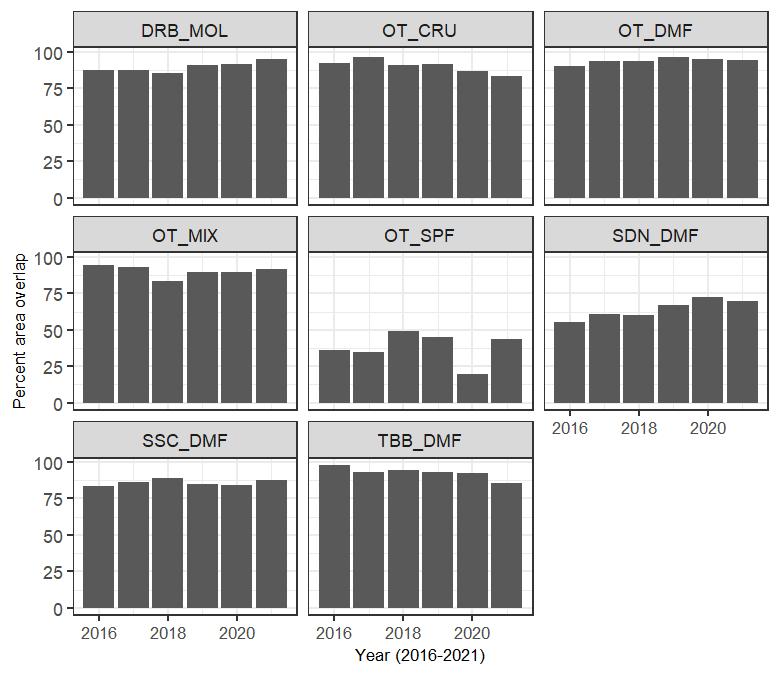 DRB_MOL
OT_CRU
OT_DMF
100
75
50
25
0
OT_MIX
OT_SPF
SDN_DMF
100
75
50
25
0
2016 2018 2020
SSC_DMF
TBB_DMF
100
75
50
25
0
2016 2018 2020
2016 2018 2020
Percent area overlap
Year (2016-2021)